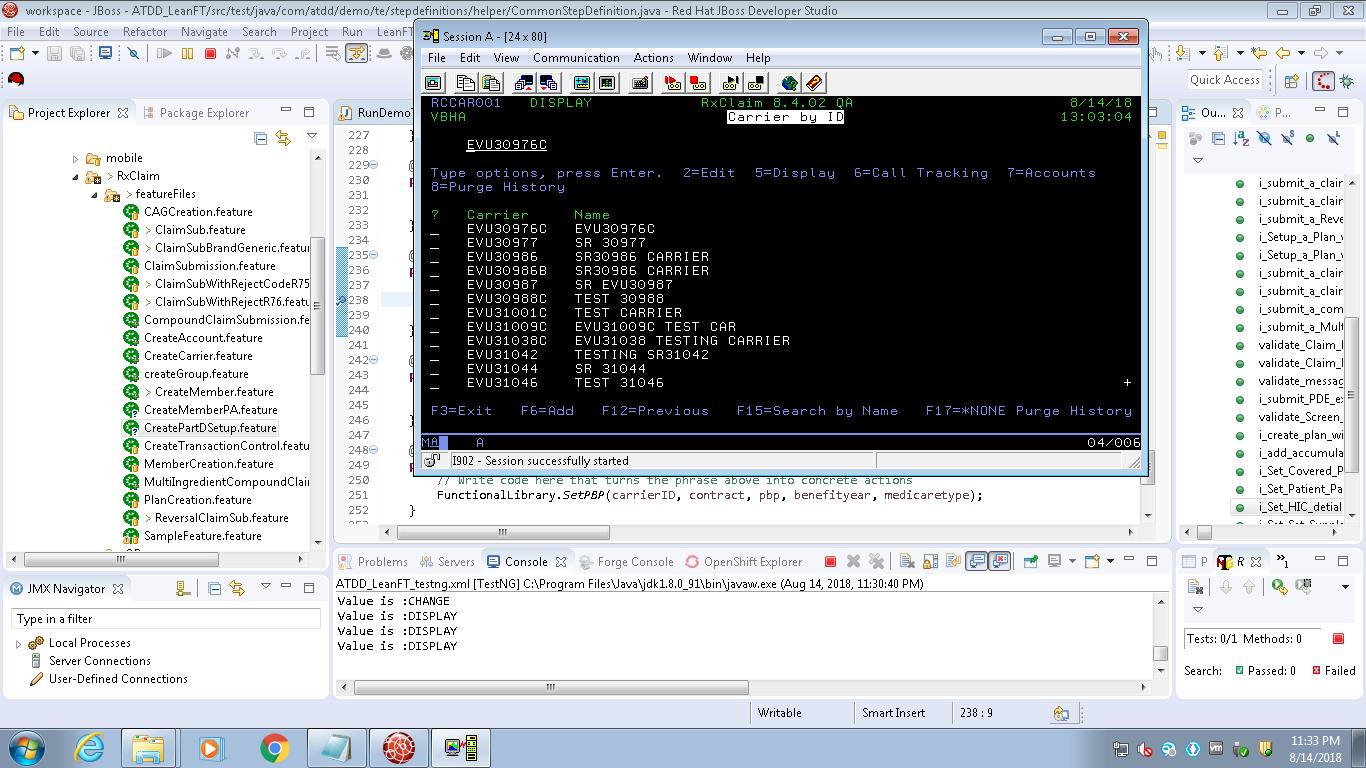 workspace - JBoss - ATDD_LeanFT/src/test/java/com/atdd/demo/te/stepdefinitions/helper/CommonStepDefinition.java - Red Hat JBoss Developer Studio
File Edit Source Refactor Navigate Search Project Run LeanFT
Quick Access
Project Explorer
Package Explorer
mobile
> RxClaim
> featureFiles
CAGCreation.feature
> ClaimSub.feature
> ClaimSubBrandGeneric.featur
ClaimSubmission.feature
> ClaimSubWithRejectCodeR75
> ClaimSubWithRejectR76.featu
CompoundClaimSubmission.fe
CreateAccount.feature
CreateCarrier.feature
createGroup.feature
> CreateMember.feature
CreateMemberPA.feature
CreatePartDSetup.feature
CreateTransactionControl.featu
MemberCreation.feature
MultiIngredientCompoundClai
PlanCreation.feature
> ReversalClaimSub.feature
SampleFeature.feature
JMX Navigator
Type in a filter
Local Processes
Server Connections
User-Defined Connections
RunDemoT
227
228
229
230
231
232
233
234
235
236
237
238
239
240
241
242
243
244
245
246
247
248
249
250 // Write code here that turns the phrase above into concrete actions
251 FunctionalLibrary.SetPBP(carrierID, contract, pbp, benefityear, medicaretype);
252 }
Session A - [24 x 80]
File Edit View Communication Actions Window Help
RCCAR001 DISPLAY RxClaim 8.4.02 QA 8/14/18
VBHA Carrier by ID 13:03:04
EVU30976C
Type options, press Enter. 2=Edit 5=Display 6=Call Tracking 7=Accounts
8=Purge History
? Carrier Name
_ EVU30976C EVU30976C
_ EVU30977 SR 30977
_ EVU30986 SR30986 CARRIER
_ EVU30986B SR30986 CARRIER
_ EVU30987 SR EVU30987
_ EVU30988C TEST 30988
_ EVU31001C TEST CARRIER
_ EVU31009C EVU31009C TEST CAR
_ EVU31038C EVU31038 TESTING CARRIER
_ EVU31042 TESTING SR31042
_ EVU31044 SR 31044
_ EVU31046 TEST 31046 +
F3=Exit F6=Add F12=Previous F15=Search by Name F17=*NONE Purge History
MA A 04/006
I902 - Session successfully started
Problems Servers Console Forge Console OpenShift Explorer
ATDD_LeanFT_testng.xml [TestNG] C:\Program Files\Java\jdk1.8.0_91\bin\javaw.exe (Aug 14, 2018, 11:30:40 PM)
Value is :CHANGE
Value is :DISPLAY
Value is :DISPLAY
Value is :DISPLAY
Ou...
P...
i_submit_a_clain
i_submit_a_clain
i_submit_a_Reve
i_submit_a_clain
i_Setup_a_Plan_v
i_Setup_a_Plan_v
i_submit_a_clain
i_submit_a_com
i_submit_a_Mult
validate_Claim_I
validate_Claim_I
validate_messag
i_submit_PDE_ex
validate_Screen_
i_create_plan_wi
i_add_accumula
i_Set_Covered_P
i_Set_Patient_Pa
i_Set_HIC_detial
P R »1
Tests: 0/1 Methods: 0
Search: Passed: 0 Failed
Writable Smart Insert 238 : 9
11:33 PM
8/14/2018